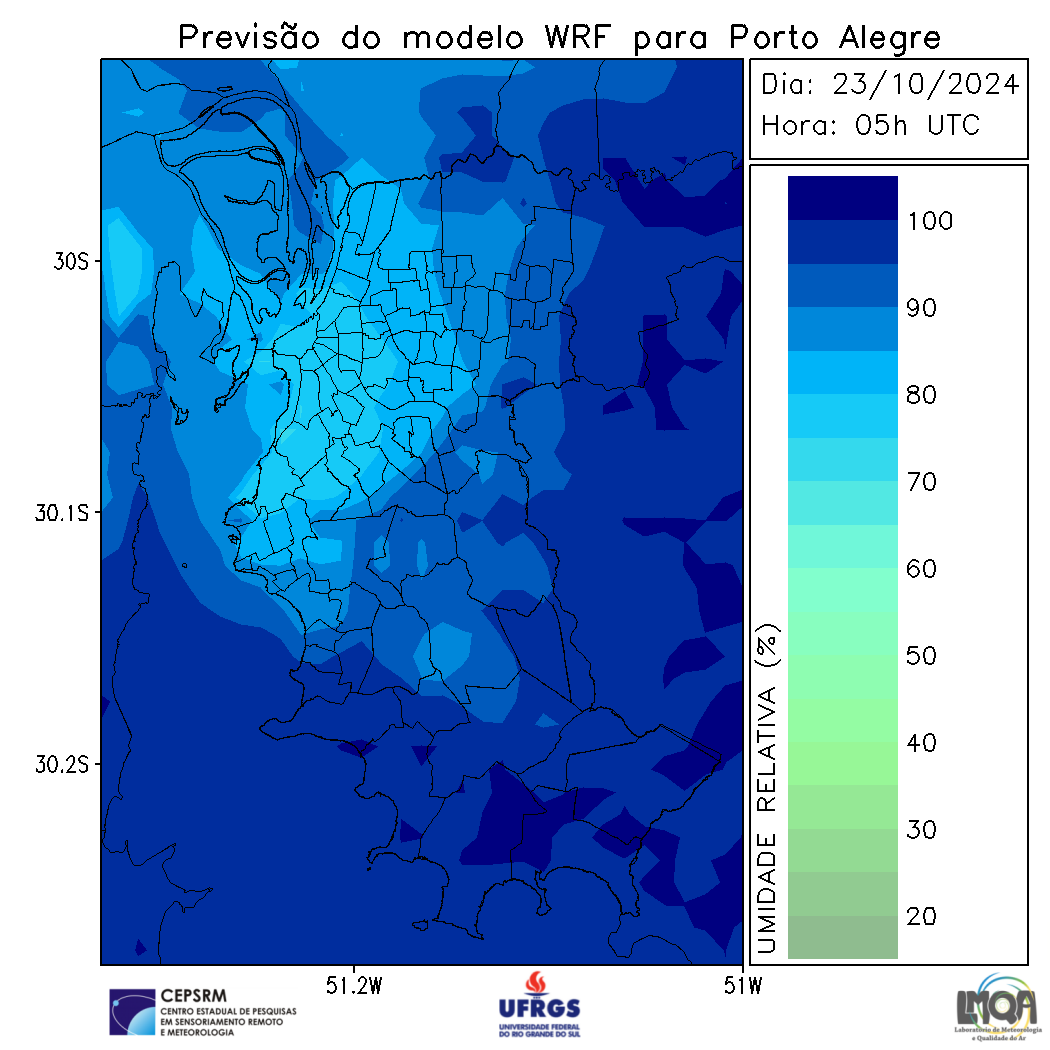 Previsão do modelo WRF para Porto Alegre
Dia: 23/10/2024
Hora: 05h UTC
30S
30.1S
30.2S
51.2W
51W
100
90
80
70
60
50
40
30
20
UMIDADE RELATIVA (%)
CEPSRM
CENTRO ESTADUAL DE PESQUISAS
EM SENSORIAMENTO REMOTO
E METEOROLOGIA
UFRGS
UNIVERSIDADE FEDERAL
DO RIO GRANDE DO SUL
LMQA
Laboratório de Meteorologia
e Qualidade do Ar